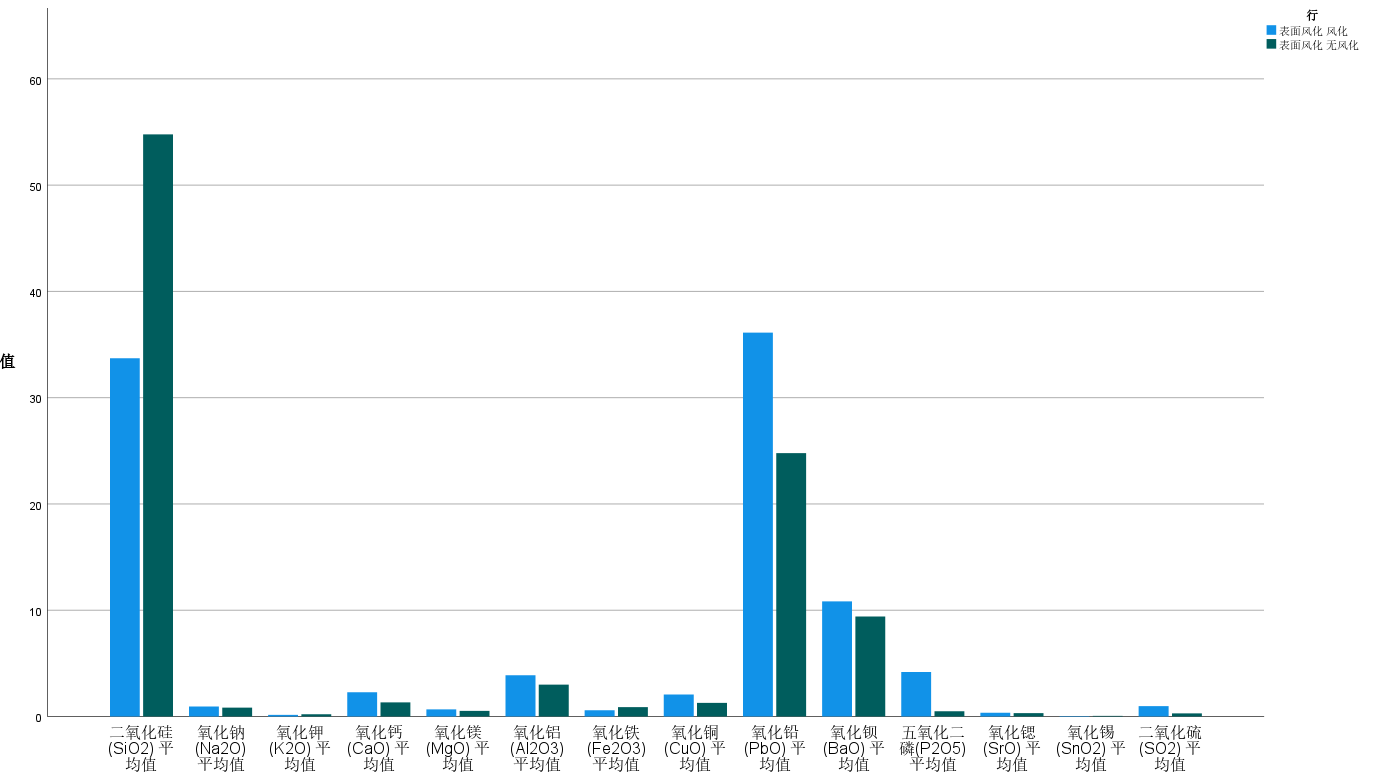 行
表面风化 风化
表面风化 无风化
60
50
40
值
30
20
10
0
二氧化硅
(SiO2) 平
均值
氧化钠
(Na2O)
平均值
氧化钾
(K2O) 平
均值
氧化钙
(CaO) 平
均值
氧化镁
(MgO) 平
均值
氧化铝
(Al2O3)
平均值
氧化铁
(Fe2O3)
平均值
氧化铜
(CuO) 平
均值
氧化铅
(PbO) 平
均值
氧化钡
(BaO) 平
均值
五氧化二
磷(P2O5)
平均值
氧化锶
(SrO) 平
均值
氧化锡
(SnO2) 平
均值
二氧化硫
(SO2) 平
均值